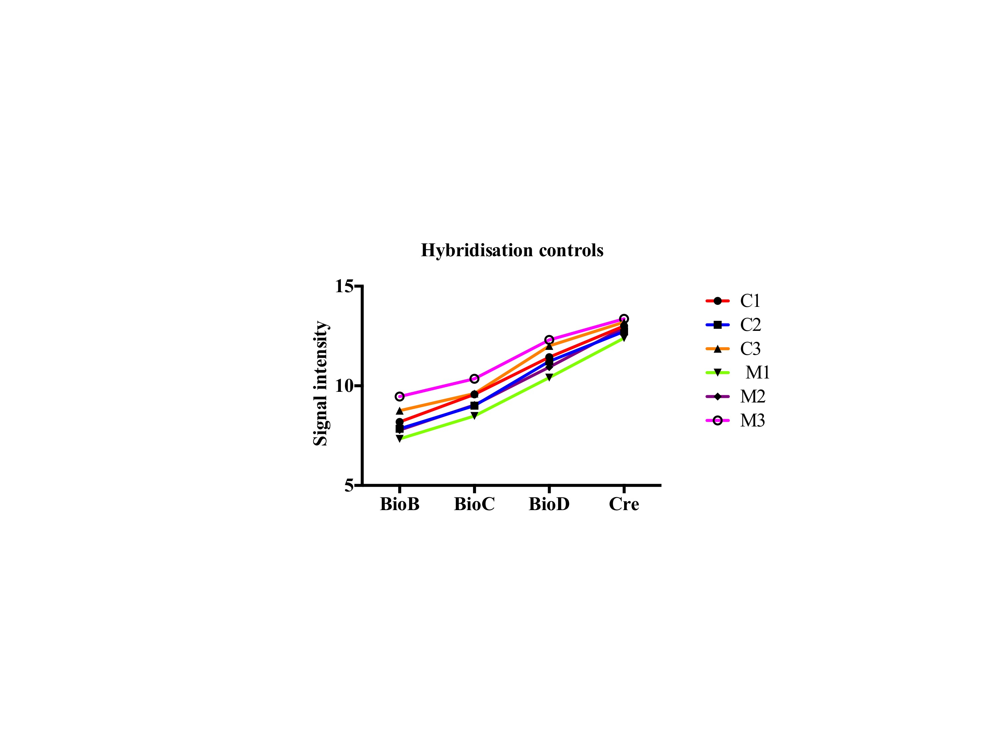 Hybridisation controls
15
10
5
Signal intensity
BioB BioC BioD Cre
C1
C2
C3
M1
M2
M3